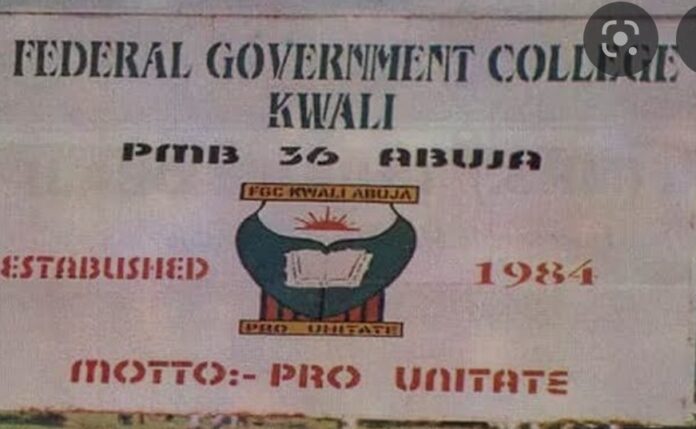 FEDERAL GOVERNMENT COLLEGE
KWALI
PMB 36 ABUJA
FGC KWALI ABUJA
ESTABLISHED 1984
PRO UNITATE
MOTTO:- PRO UNITATE